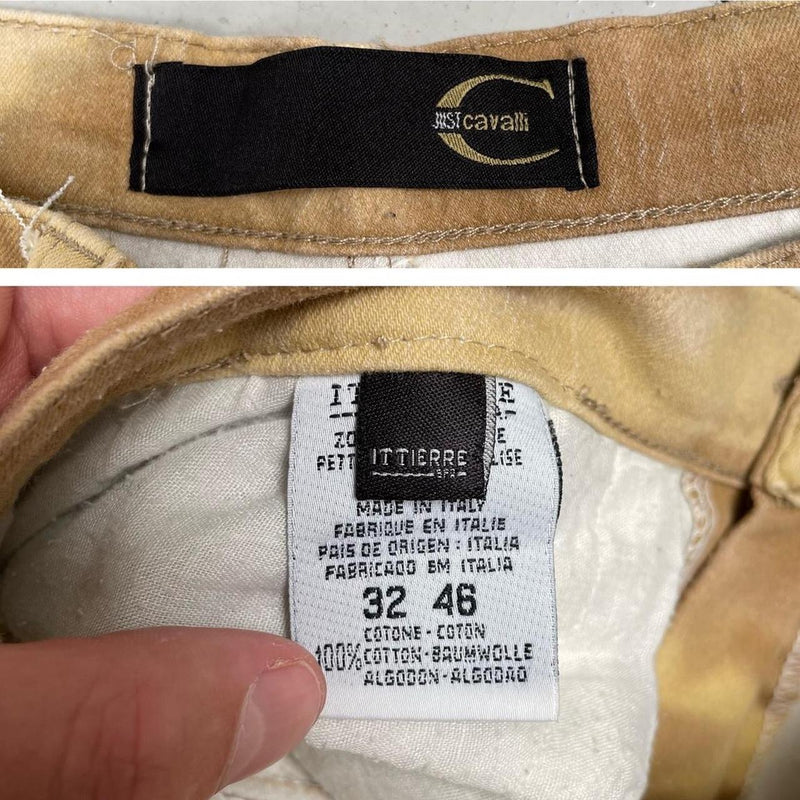 JUST cavalli
ITTIERRE
SPA
MADE IN ITALY
FABRIQUE EN ITALIE
PAIS DE ORIGEN : ITALIA
FABRICADO EM ITALIA
32 46
COTONE - COTON
100% COTTON - BAUMWOLLE
ALGODON - ALGODAO